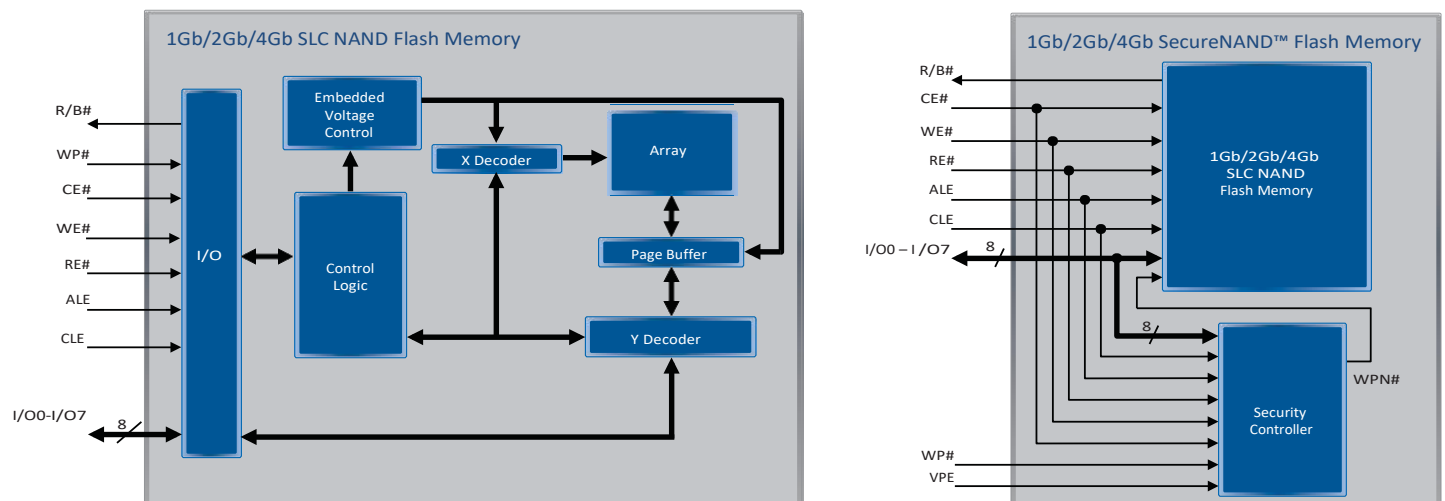 1Gb/2Gb/4Gb SLC NAND Flash Memory
R/B#
WP#
CE#
WE#
RE#
ALE
CLE
I/O0-I/O7
8
I/O
Embedded
Voltage
Control
Control
Logic
X Decoder
Array
Page Buffer
Y Decoder
1Gb/2Gb/4Gb SecureNAND™ Flash Memory
R/B#
CE#
WE#
RE#
ALE
CLE
I/O0 – I/O7
8
1Gb/2Gb/4Gb
SLC NAND
Flash Memory
8
WPN#
Security
Controller
WP#
VPE